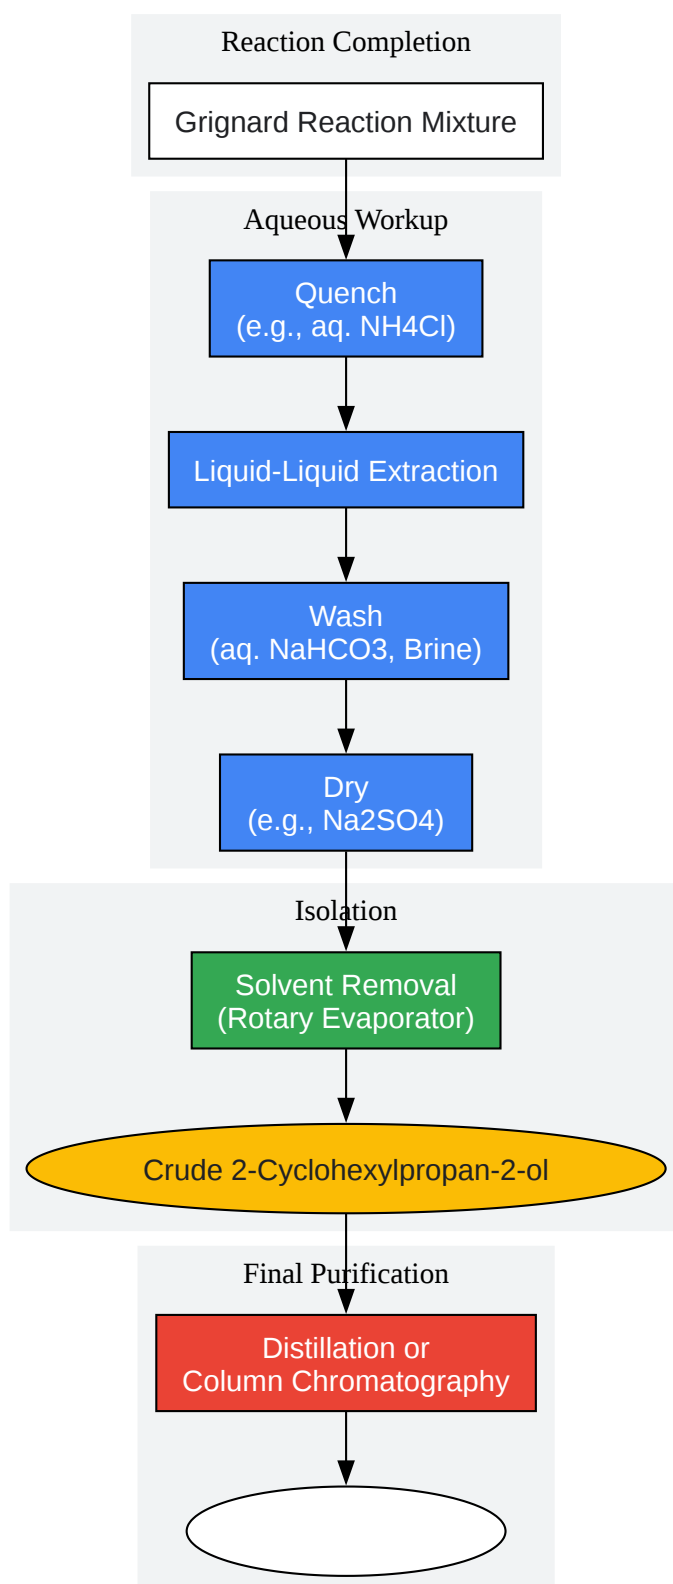 Reaction Completion
Grignard Reaction Mixture
Aqueous Workup
Quench
(e.g., aq. NH4Cl)
Liquid-Liquid Extraction
Wash
(aq. NaHCO3, Brine)
Dry
(e.g., Na2SO4)
Isolation
Solvent Removal
(Rotary Evaporator)
Crude 2-Cyclohexylpropan-2-ol
Final Purification
Distillation or
Column Chromatography